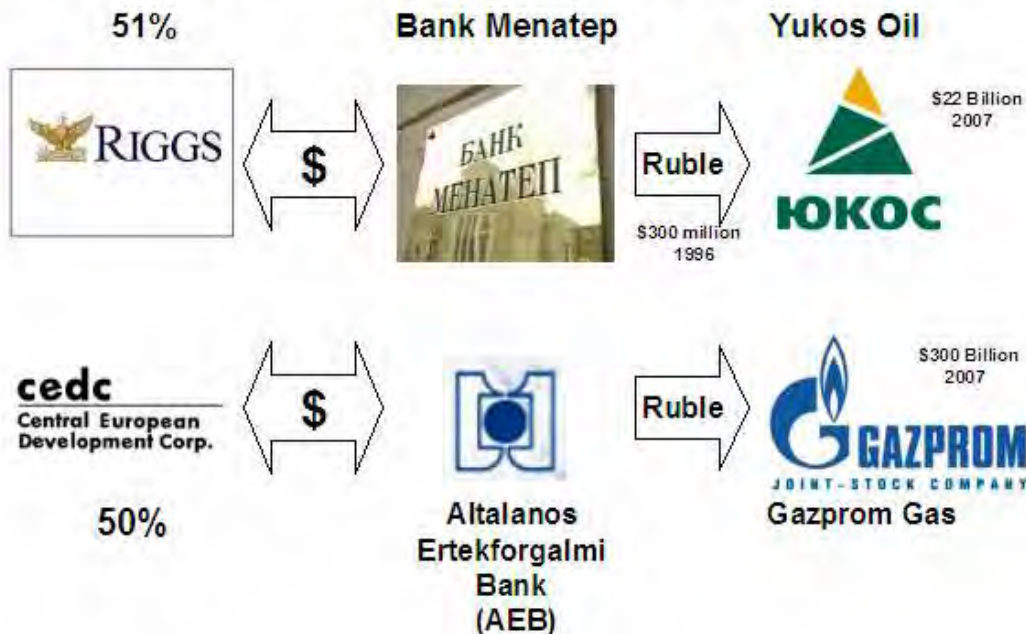 51%
Bank Menatep
Yukos Oil
RIGGS
$
БАНК
МЕНАТЕП
Ruble
$300 million
1996
$22 Billion
2007
ЮКОС
cedc
Central European
Development Corp.
50%
$
Altalanos
Ertekforgalmi
Bank
(AEB)
Ruble
$300 Billion
2007
GAZPROM
JOINT-STOCK COMPANY
Gazprom Gas